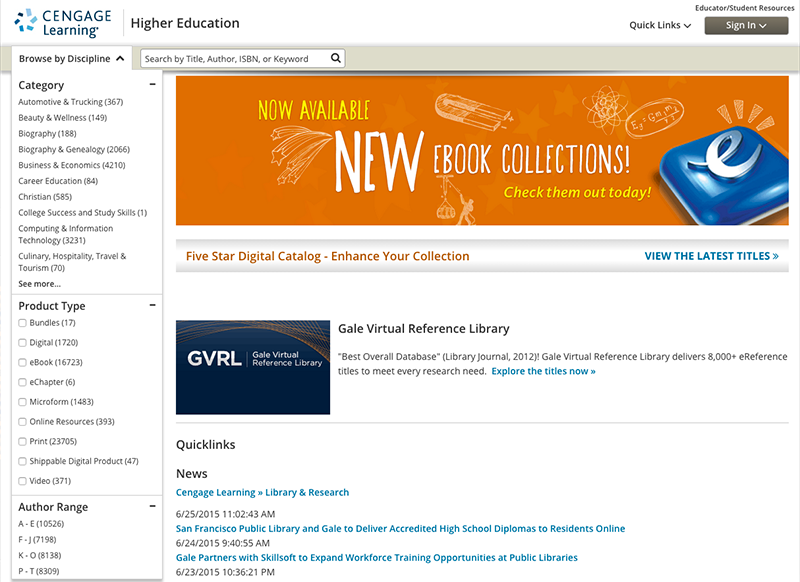 CENGAGE
Learning
Higher Education
Educator/Student Resources
Quick Links
Sign In
Browse by Discipline
Search by Title, Author, ISBN, or Keyword
Category
Automotive & Trucking (367)
Beauty & Wellness (149)
Biography (188)
Biography & Genealogy (2066)
Business & Economics (4210)
Career Education (84)
Christian (585)
College Success and Study Skills (1)
Computing & Information
Technology (3231)
Culinary, Hospitality, Travel &
Tourism (70)
See more...
Product Type
Bundles (17)
Digital (1720)
eBook (16723)
eChapter (6)
Microform (1483)
Online Resources (393)
Print (23705)
Shippable Digital Product (47)
Video (371)
Author Range
A - E (10526)
F - J (7198)
K - O (8138)
P - T (8309)
NOW AVAILABLE
NEW EBOOK COLLECTIONS!
Check them out today!
e
Five Star Digital Catalog - Enhance Your Collection
VIEW THE LATEST TITLES »
GVRL
Gale Virtual
Reference Library
Gale Virtual Reference Library
"Best Overall Database" (Library Journal, 2012)! Gale Virtual Reference Library delivers 8,000+ eReference
titles to meet every research need. Explore the titles now »
Quicklinks
News
Cengage Learning » Library & Research
6/25/2015 11:02:43 AM
San Francisco Public Library and Gale to Deliver Accredited High School Diplomas to Residents Online
6/24/2015 9:40:55 AM
Gale Partners with Skillsoft to Expand Workforce Training Opportunities at Public Libraries
6/23/2015 10:36:21 PM